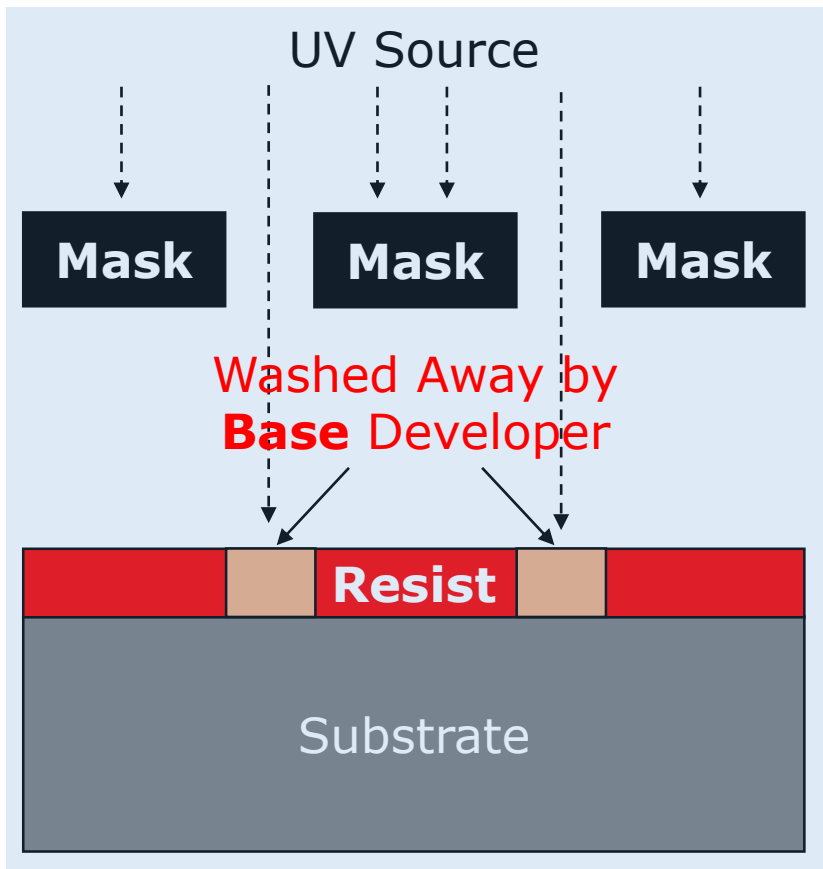 UV Source
Mask Mask Mask
Washed Away by
Base Developer
Resist
Substrate